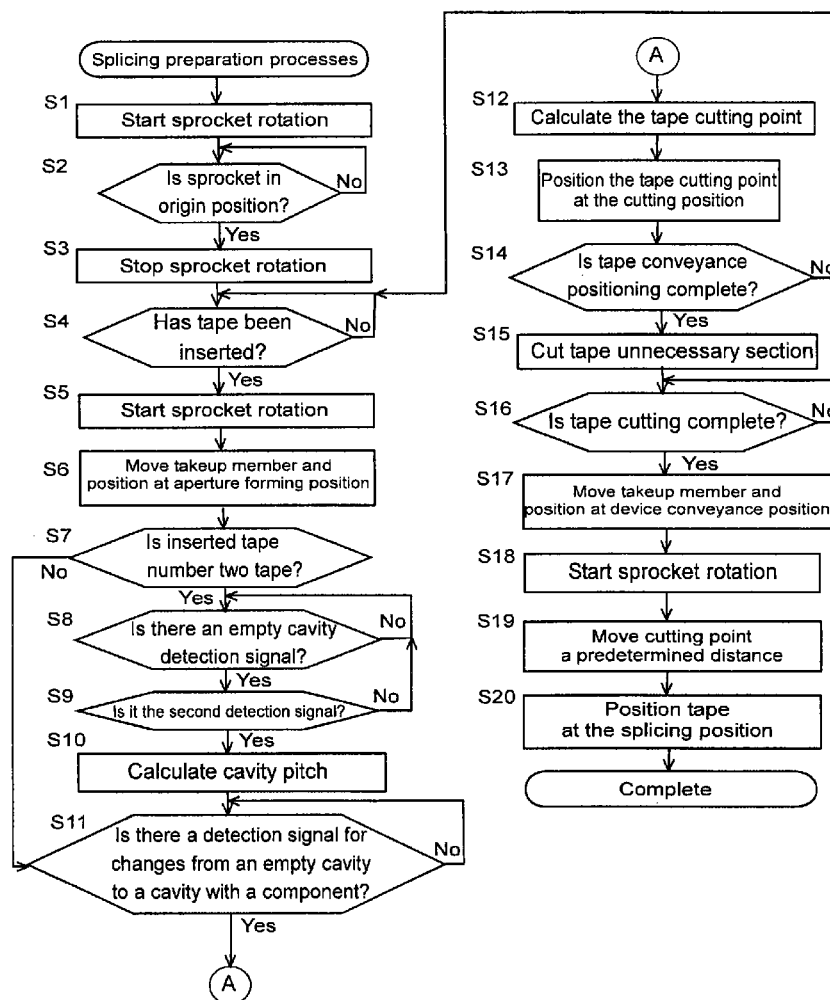 Splicing preparation processes
S1
Start sprocket rotation
S2
Is sprocket in
origin position?
No
Yes
S3
Stop sprocket rotation
S4
Has tape been
inserted?
No
Yes
S5
Start sprocket rotation
S6
Move takeup member and
position at aperture forming position
S7
Is inserted tape
number two tape?
No
Yes
S8
Is there an empty cavity
detection signal?
No
Yes
S9
Is it the second detection signal?
No
Yes
S10
Calculate cavity pitch
S11
Is there a detection signal for
changes from an empty cavity
to a cavity with a component?
No
Yes
A
A
S12
Calculate the tape cutting point
S13
Position the tape cutting point
at the cutting position
S14
Is tape conveyance
positioning complete?
No
Yes
S15
Cut tape unnecessary section
S16
Is tape cutting complete?
No
Yes
S17
Move takeup member and
position at device conveyance position
S18
Start sprocket rotation
S19
Move cutting point
a predetermined distance
S20
Position tape
at the splicing position
Complete